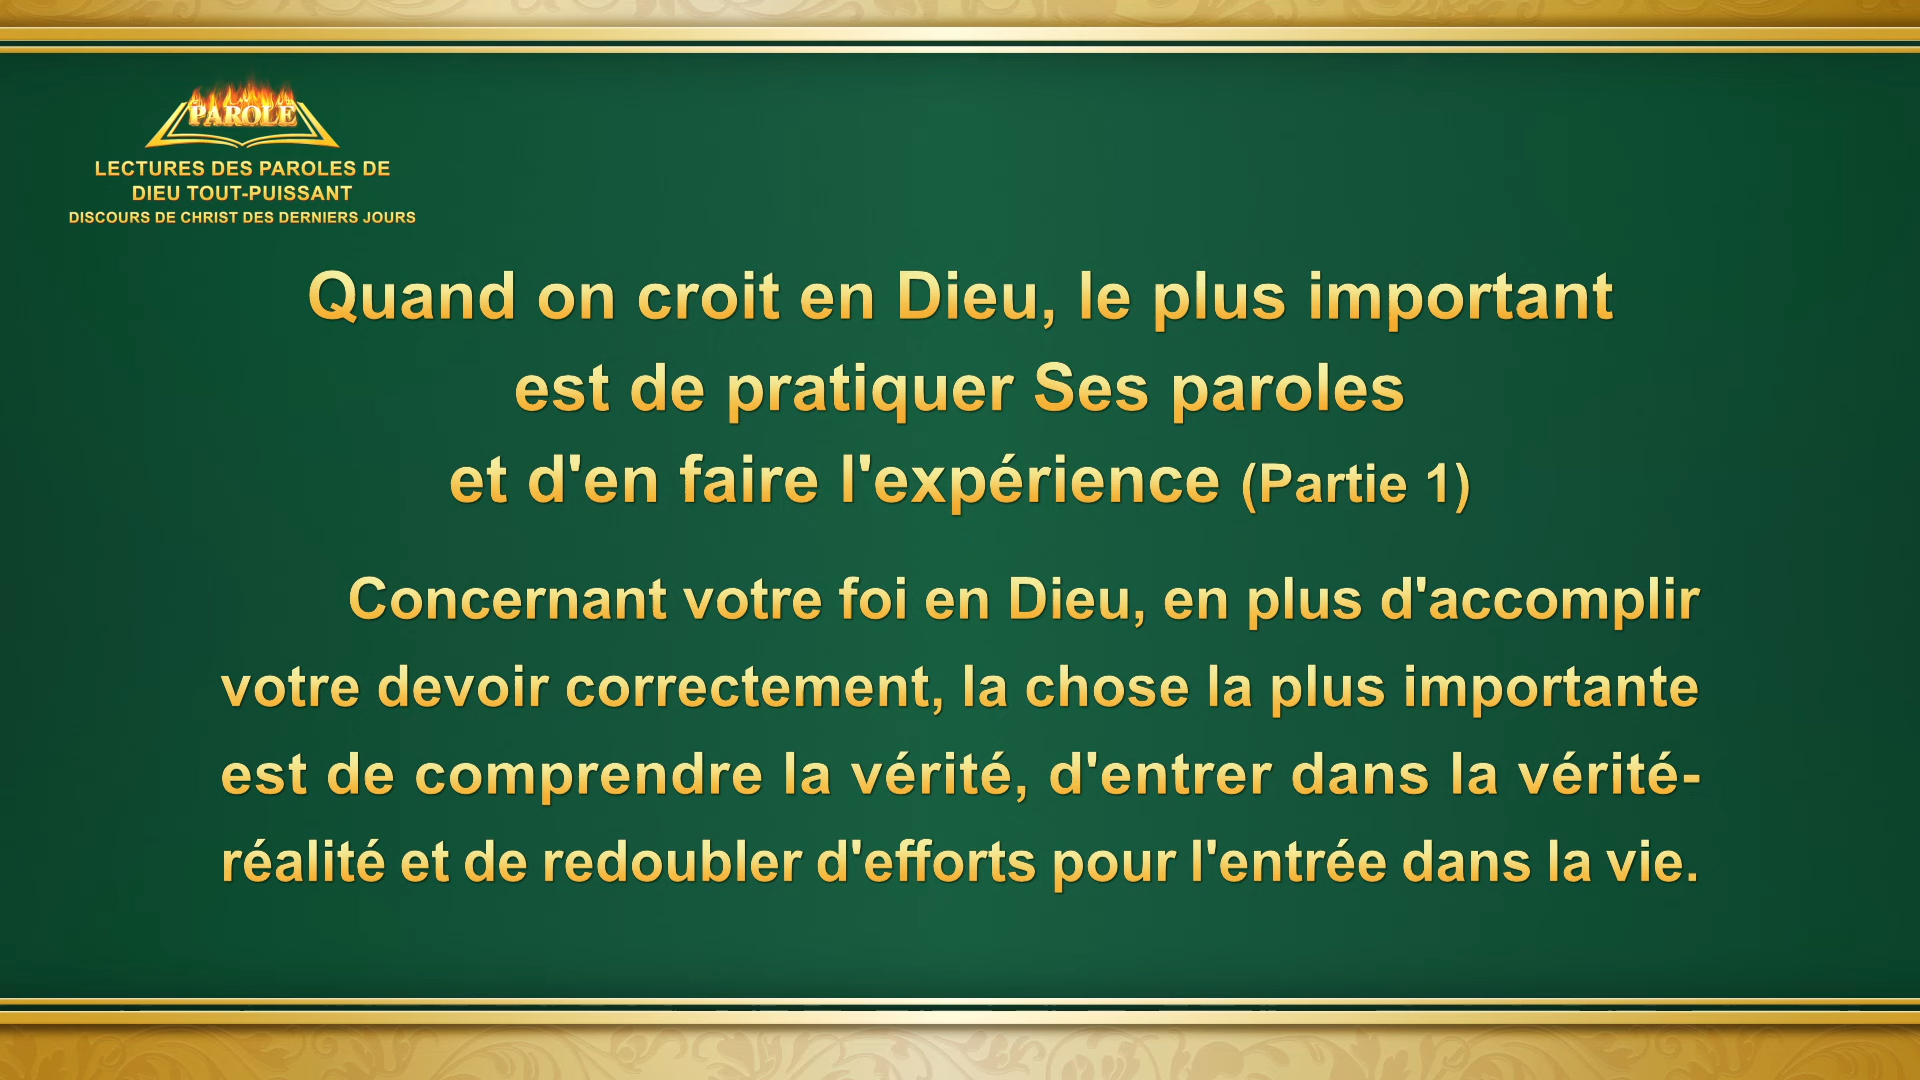 PAROLE
LECTURES DES PAROLES DE
DIEU TOUT-PUISSANT
DISCOURS DE CHRIST DES DERNIERS JOURS
Quand on croit en Dieu, le plus important
est de pratiquer Ses paroles
et d'en faire l'expérience (Partie 1)
Concernant votre foi en Dieu, en plus d'accomplir
votre devoir correctement, la chose la plus importante
est de comprendre la vérité, d'entrer dans la vérité-
réalité et de redoubler d'efforts pour l'entrée dans la vie.